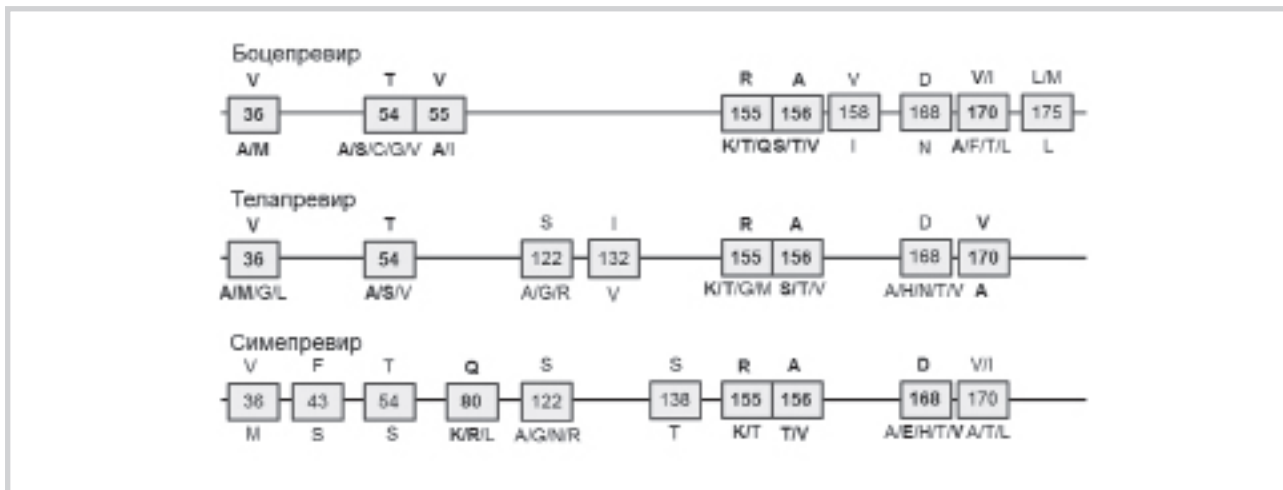 Боцепревир
V T V R A V D V/I L/M
36 54 55 155 156 158 168 170 175
A/M A/S/C/G/V A/I K/T/Q S/T/V I N A/F/T/L L
Телапревир
V T S I R A D V
36 54 122 132 155 156 168 170
A/M/G/L A/S/V A/G/R V K/T/G/M S/T/V A/H/N/T/V A
Симепревир
V F T Q S S R A D V/I
36 43 54 80 122 138 155 156 168 170
M S S K/R/L A/G/N/R T K/T T/V A/E/H/T/V A/T/L